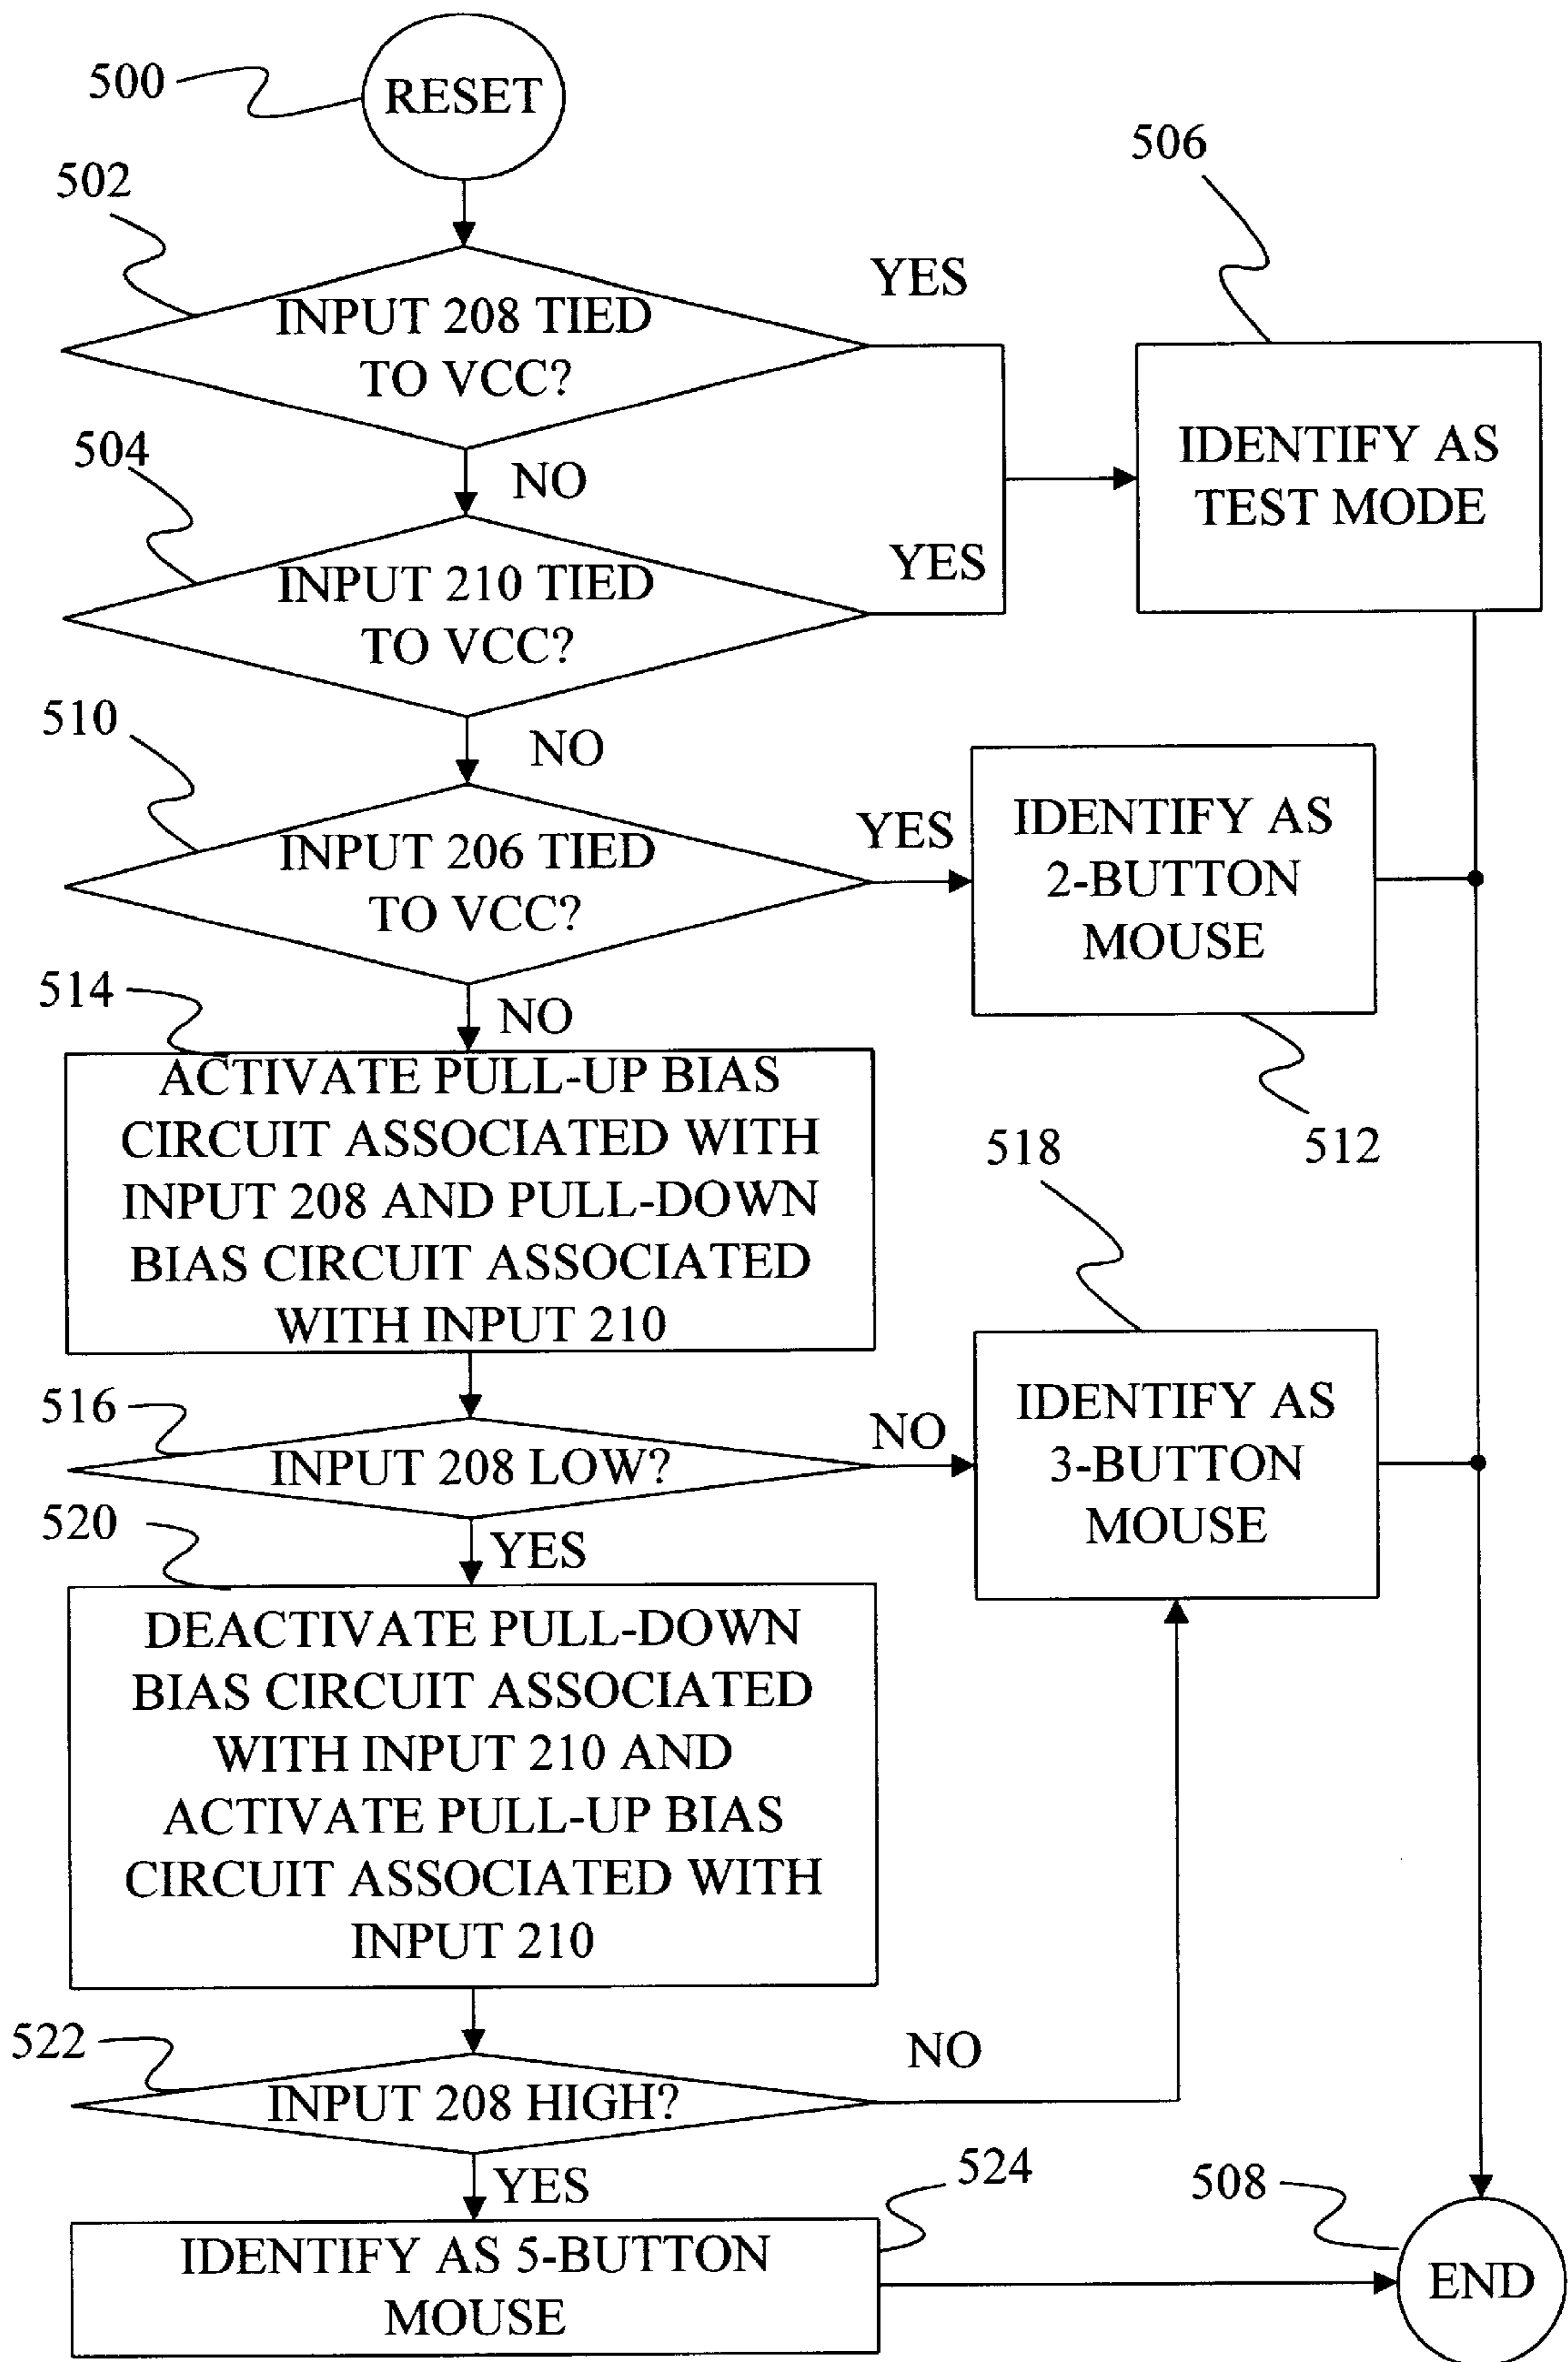 500
RESET
502
506
YES
INPUT 208 TIED
TO VCC?
IDENTIFY AS
TEST MODE
504
NO
YES
INPUT 210 TIED
TO VCC?
510
NO
INPUT 206 TIED
TO VCC?
YES
IDENTIFY AS
2-BUTTON
MOUSE
512
514
NO
ACTIVATE PULL-UP BIAS
CIRCUIT ASSOCIATED WITH
INPUT 208 AND PULL-DOWN
BIAS CIRCUIT ASSOCIATED
WITH INPUT 210
518
516
INPUT 208 LOW?
NO
IDENTIFY AS
3-BUTTON
MOUSE
520
YES
DEACTIVATE PULL-DOWN
BIAS CIRCUIT ASSOCIATED
WITH INPUT 210 AND
ACTIVATE PULL-UP BIAS
CIRCUIT ASSOCIATED WITH
INPUT 210
522
NO
INPUT 208 HIGH?
YES
524
508
IDENTIFY AS 5-BUTTON
MOUSE
END